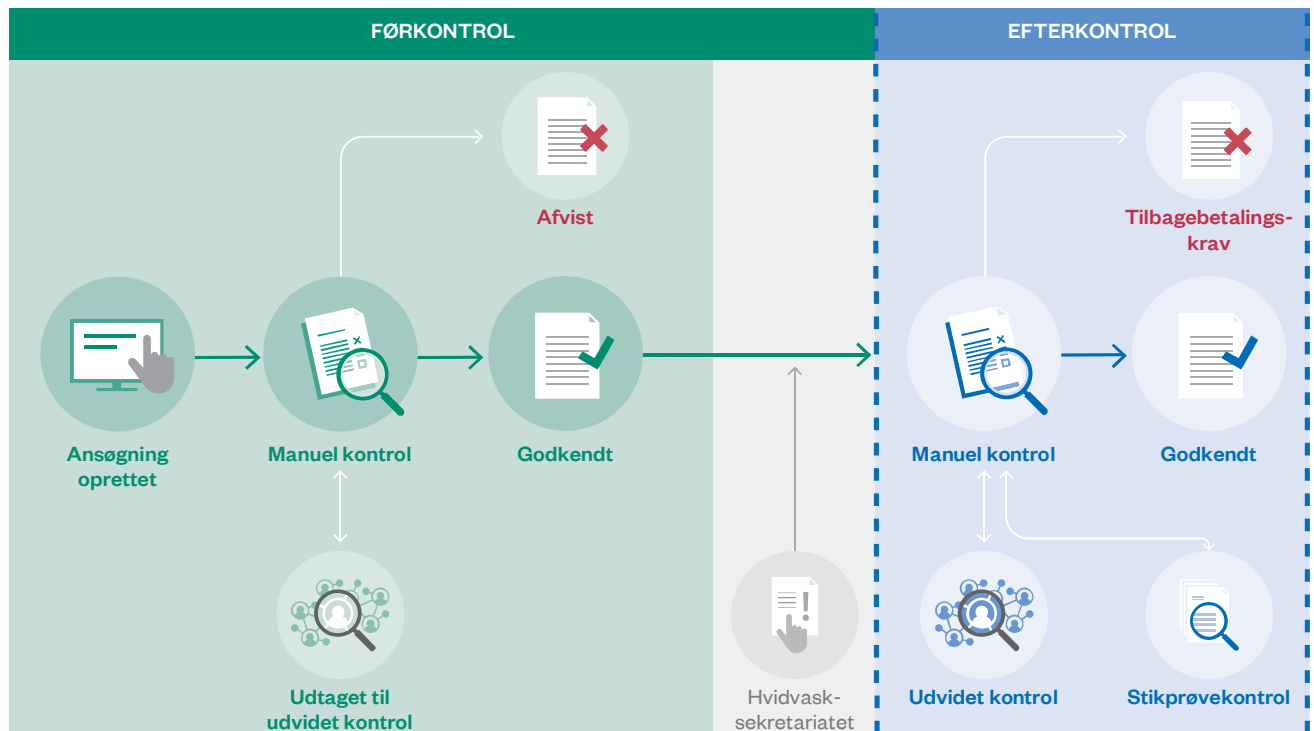 FØRKONTROL
EFTERKONTROL
Afvist
Tilbagebetalings-
krav
Ansøgning
oprettet
Manuel kontrol
Godkendt
Manuel kontrol
Godkendt
Udtaget til
udvidet kontrol
Hvidvask-
sekretariatet
Udvidet kontrol
Stikprøvekontrol